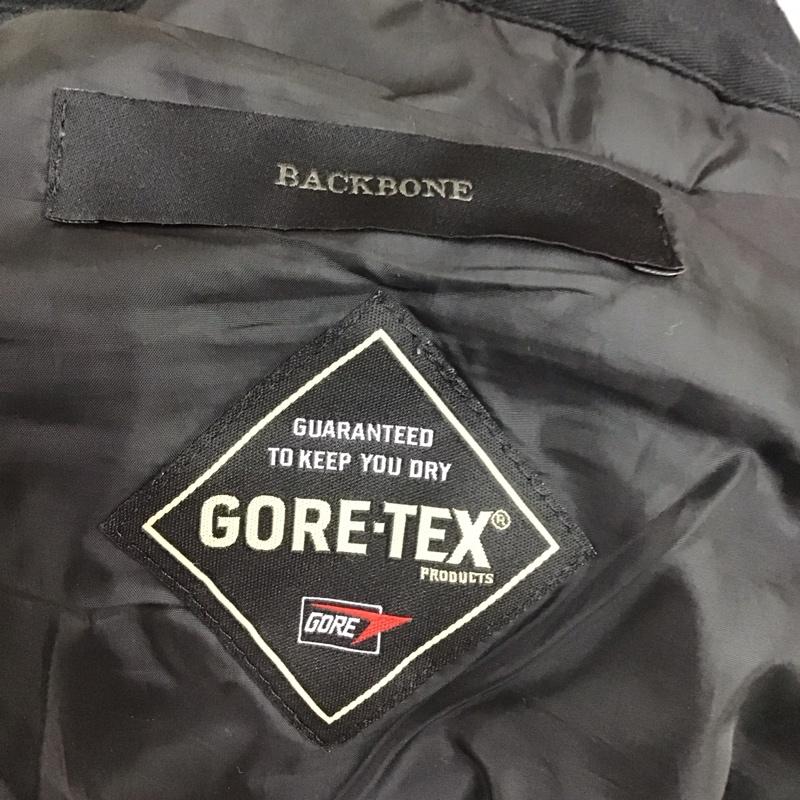 BACKBONE
GUARANTEED
TO KEEP YOU DRY
GORE-TEX®
PRODUCTS
GORE